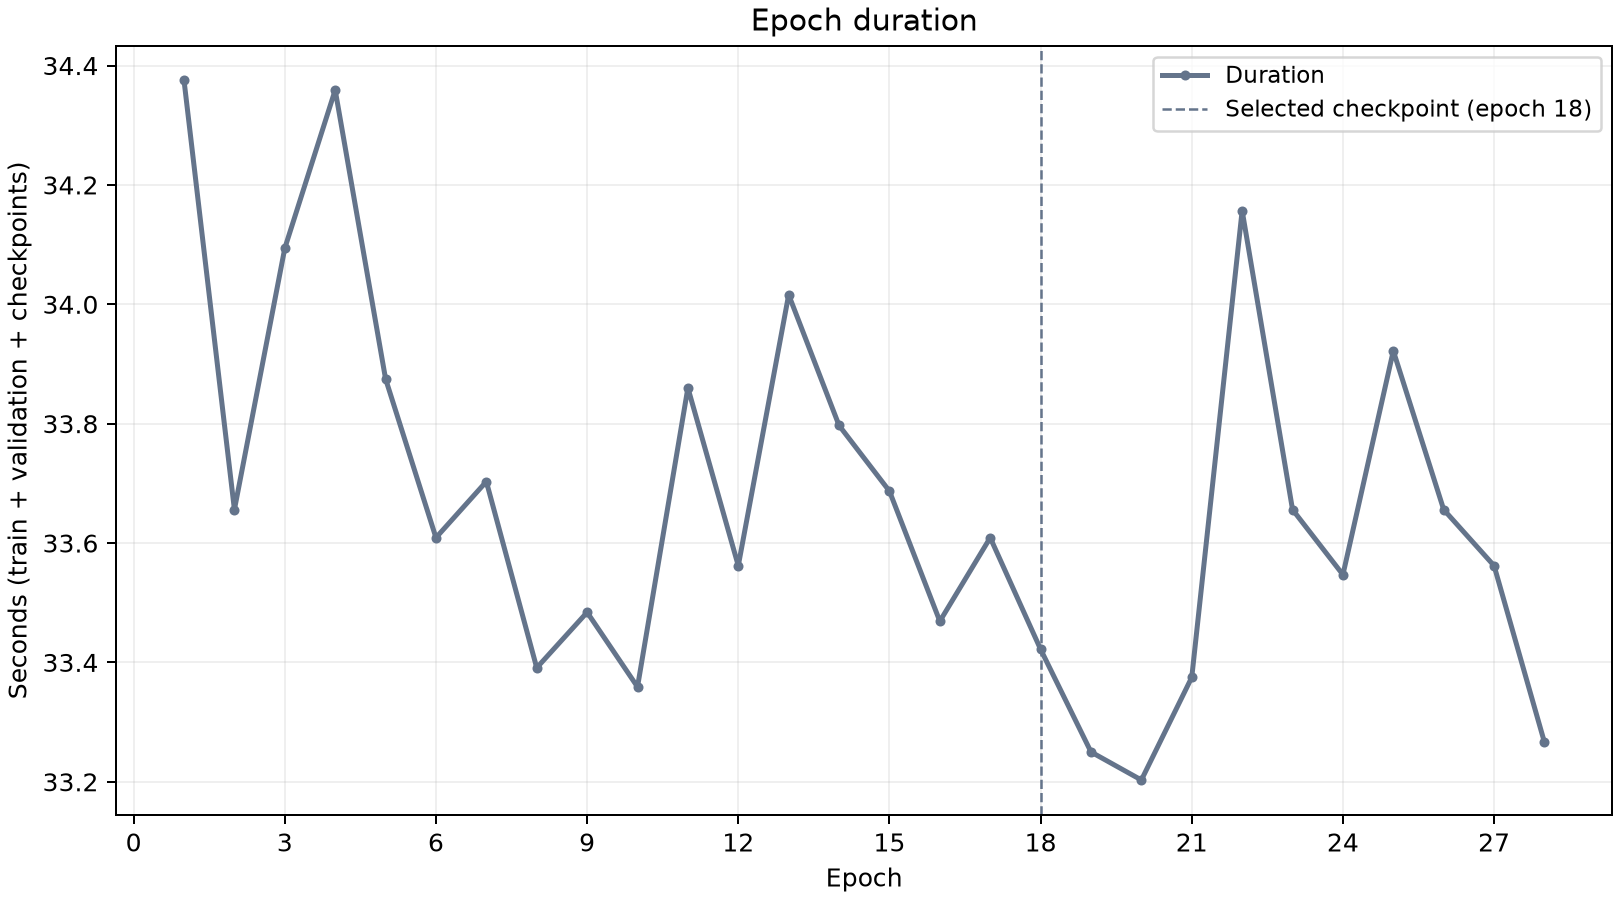 Epoch duration
Duration
Selected checkpoint (epoch 18)
Seconds (train + validation + checkpoints)
34.4
34.2
34.0
33.8
33.6
33.4
33.2
0 3 6 9 12 15 18 21 24 27
Epoch